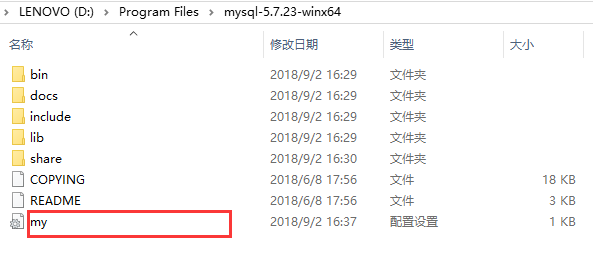 LENOVO (D:) > Program Files > mysql-5.7.23-winx64
名称 修改日期 类型 大小
bin 2018/9/2 16:29 文件夹
docs 2018/9/2 16:29 文件夹
include 2018/9/2 16:29 文件夹
lib 2018/9/2 16:29 文件夹
share 2018/9/2 16:30 文件夹
COPYING 2018/6/8 17:56 文件 18 KB
README 2018/6/8 17:56 文件 3 KB
my 2018/9/2 16:37 配置设置 1 KB